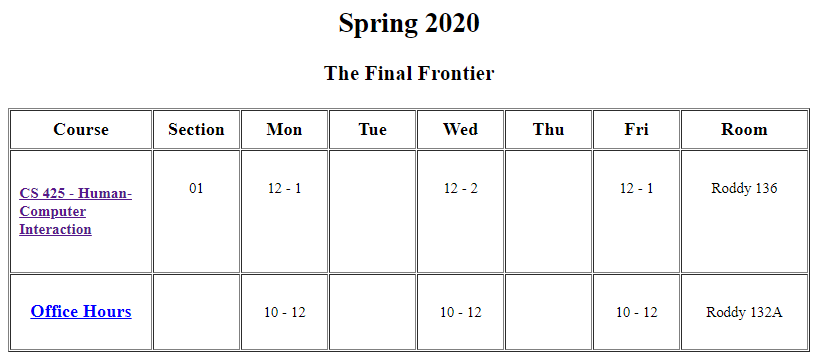 Spring 2020
The Final Frontier
Course Section Mon Tue Wed Thu Fri Room
CS 425 - Human-
Computer
Interaction
01 12 - 1 12 - 2 12 - 1 Roddy 136
Office Hours 10 - 12 10 - 12 10 - 12 Roddy 132A